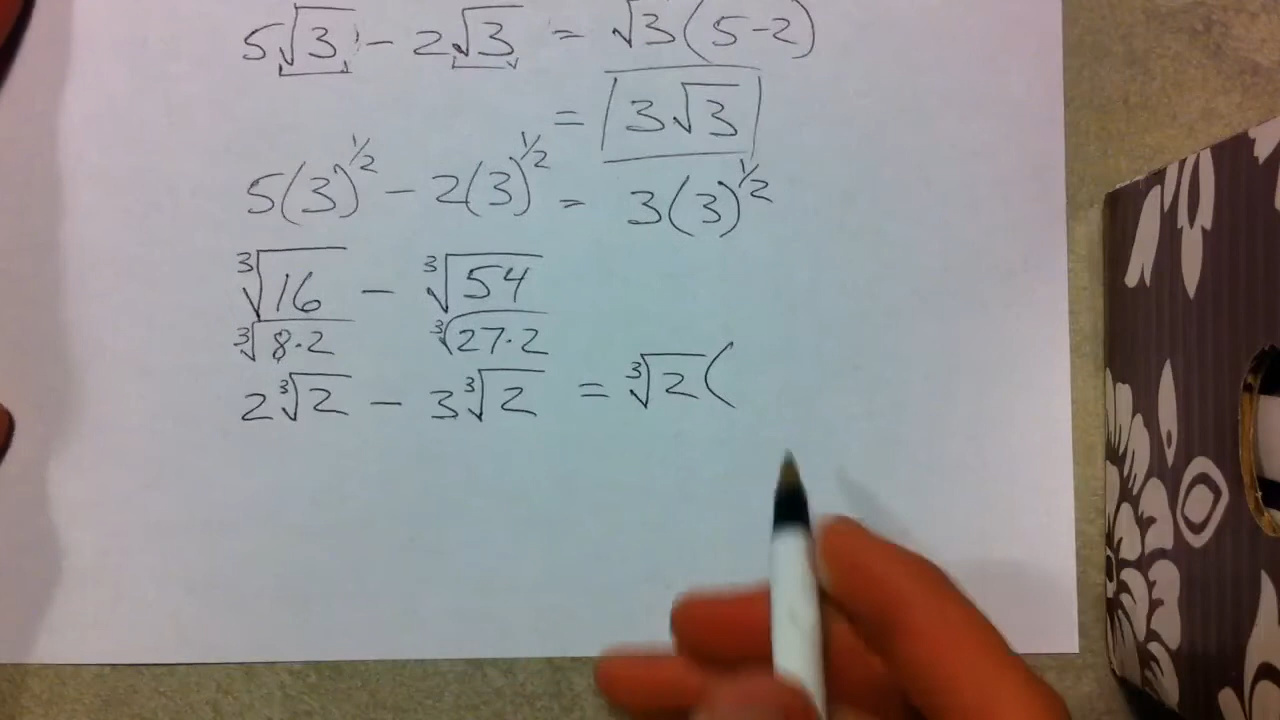 5√3 - 2√3 = √3(5-2)
= 3√3
5(3)^1/2 - 2(3)^1/2 = 3(3)^1/2
∛16 - ∛54
∛8·2 ∛27·2
2∛2 - 3∛2 = ∛2(